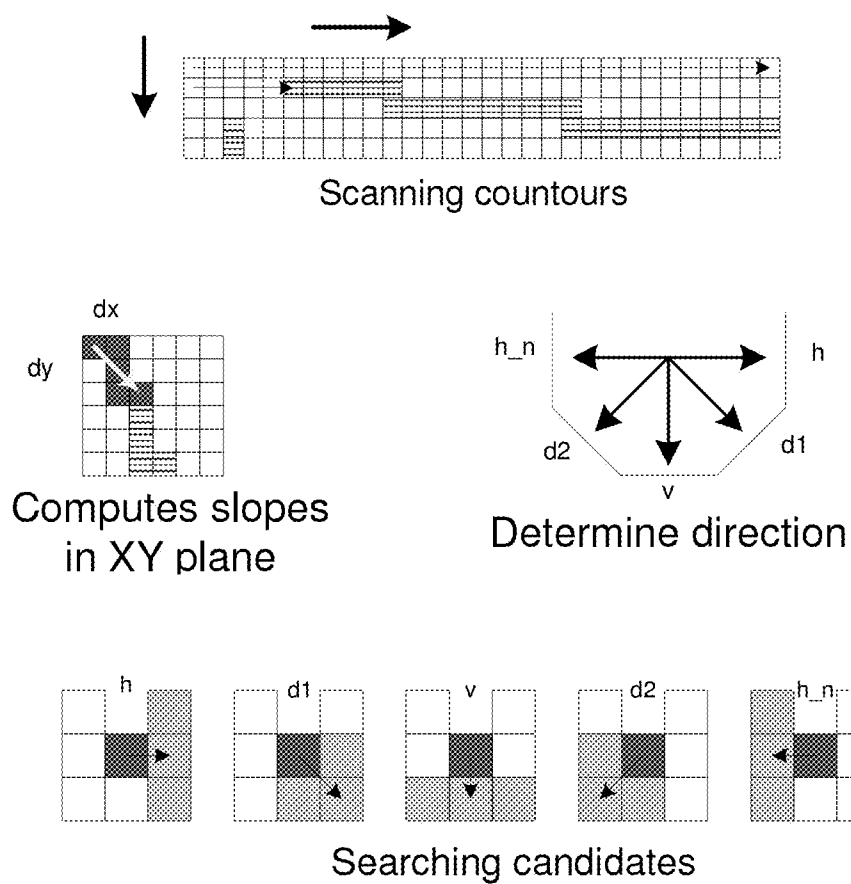 Scanning countours
dx
dy
Computes slopes
in XY plane
h_n
h
d2
d1
v
Determine direction
h
d1
v
d2
h_n
Searching candidates